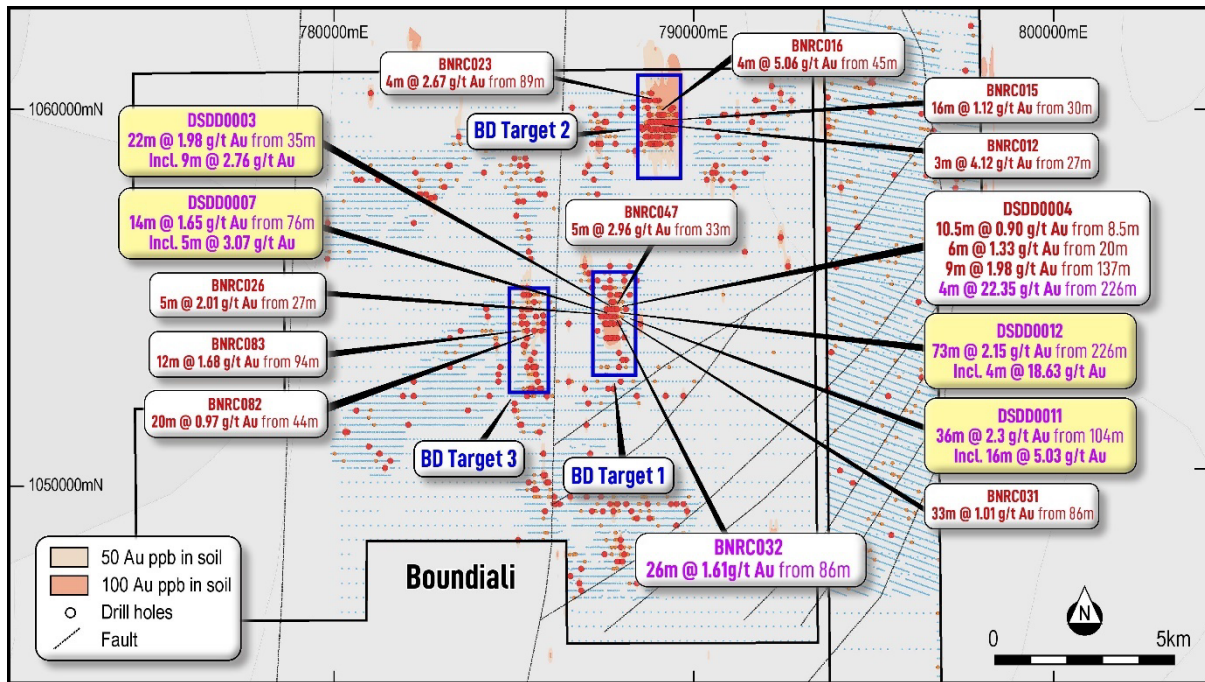 780000mE
790000mE
800000mE
1060000mN
1050000mN
BNRC023
4m @ 2.67 g/t Au from 89m
BNRC016
4m @ 5.06 g/t Au from 45m
BNRC015
16m @ 1.12 g/t Au from 30m
BNRC012
3m @ 4.12 g/t Au from 27m
BD Target 2
DSDD0003
22m @ 1.98 g/t Au from 35m
Incl. 9m @ 2.76 g/t Au
DSDD0007
14m @ 1.65 g/t Au from 76m
Incl. 5m @ 3.07 g/t Au
BNRC047
5m @ 2.96 g/t Au from 33m
DSDD0004
10.5m @ 0.90 g/t Au from 8.5m
6m @ 1.33 g/t Au from 20m
9m @ 1.98 g/t Au from 137m
4m @ 22.35 g/t Au from 226m
BNRC026
5m @ 2.01 g/t Au from 27m
BNRC083
12m @ 1.68 g/t Au from 94m
BNRC082
20m @ 0.97 g/t Au from 44m
DSDD0012
73m @ 2.15 g/t Au from 226m
Incl. 4m @ 18.63 g/t Au
DSDD0011
36m @ 2.3 g/t Au from 104m
Incl. 16m @ 5.03 g/t Au
BNRC031
33m @ 1.01 g/t Au from 86m
BD Target 3
BD Target 1
BNRC032
26m @ 1.61g/t Au from 86m
Boundiali
50 Au ppb in soil
100 Au ppb in soil
Drill holes
Fault
N
0
5km